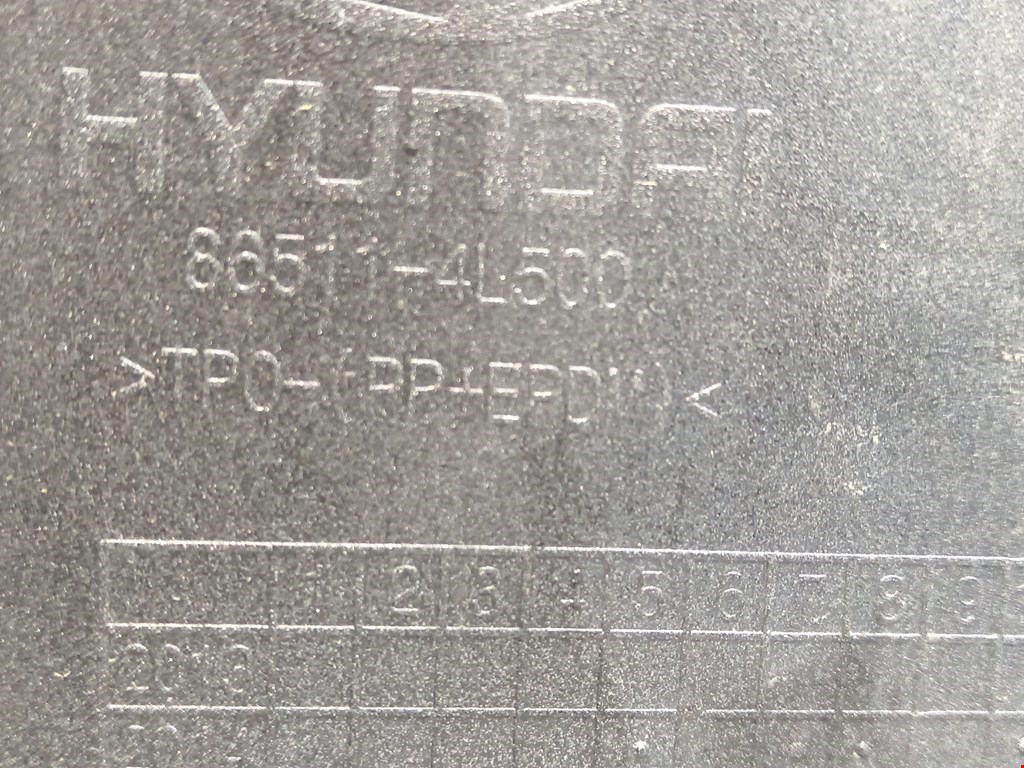 HYUNDAI
86511-4L500
>TPO-(PP+EPDM)<
1 2 3 4 5 6 7 8 9
2013